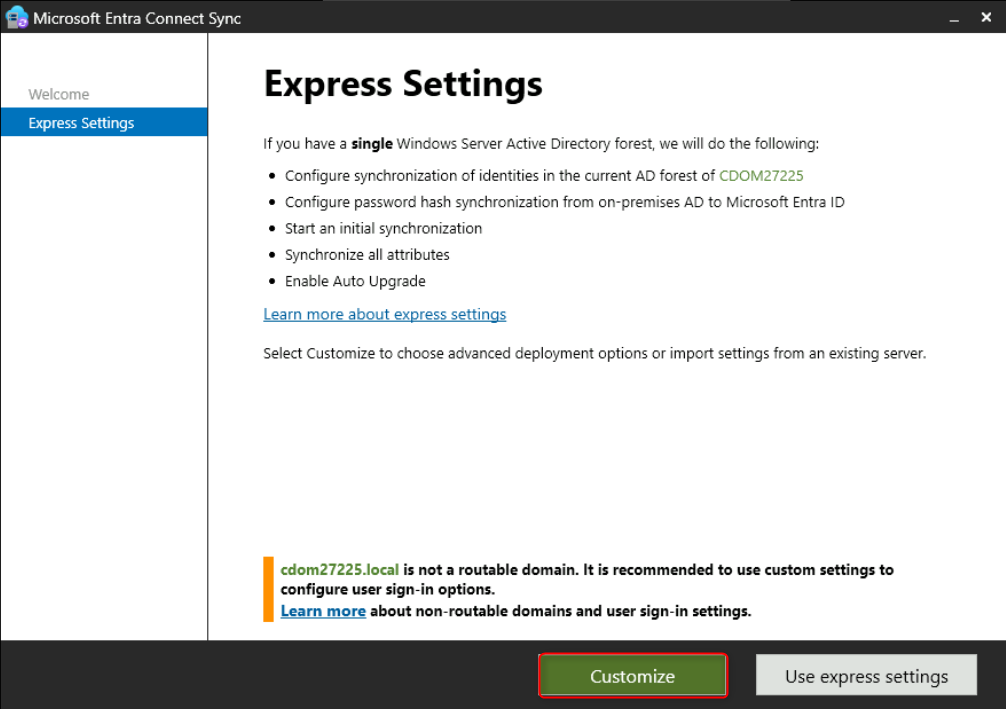 Microsoft Entra Connect Sync
Welcome
Express Settings
Express Settings
If you have a single Windows Server Active Directory forest, we will do the following:
Configure synchronization of identities in the current AD forest of CDOM27225
Configure password hash synchronization from on-premises AD to Microsoft Entra ID
Start an initial synchronization
Synchronize all attributes
Enable Auto Upgrade
Learn more about express settings
Select Customize to choose advanced deployment options or import settings from an existing server.
cdom27225.local is not a routable domain. It is recommended to use custom settings to
configure user sign-in options.
Learn more about non-routable domains and user sign-in settings.
Customize
Use express settings